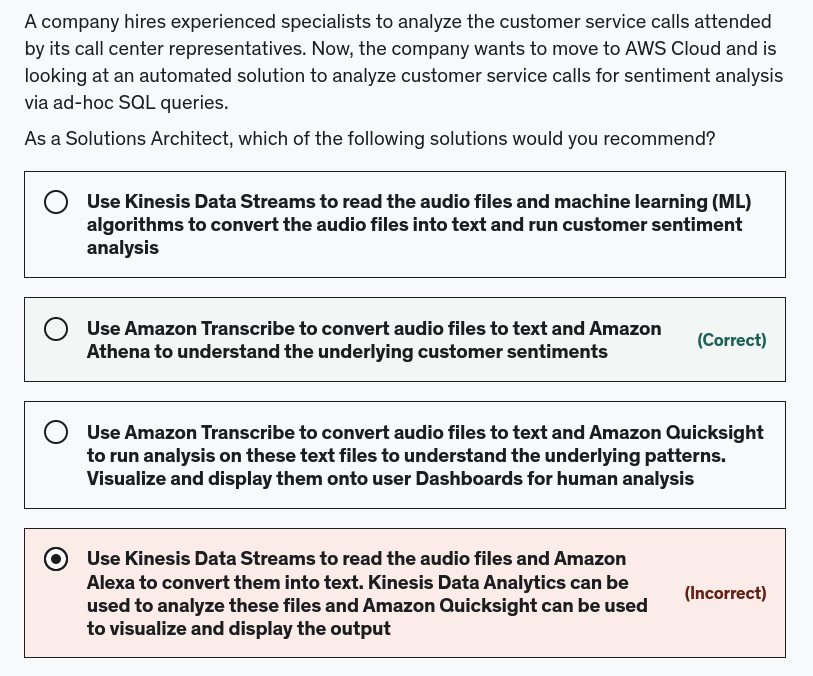 A company hires experienced specialists to analyze the customer service calls attended
by its call center representatives. Now, the company wants to move to AWS Cloud and is
looking at an automated solution to analyze customer service calls for sentiment analysis
via ad-hoc SQL queries.
As a Solutions Architect, which of the following solutions would you recommend?
Use Kinesis Data Streams to read the audio files and machine learning (ML)
algorithms to convert the audio files into text and run customer sentiment
analysis
Use Amazon Transcribe to convert audio files to text and Amazon
Athena to understand the underlying customer sentiments
(Correct)
Use Amazon Transcribe to convert audio files to text and Amazon Quicksight
to run analysis on these text files to understand the underlying patterns.
Visualize and display them onto user Dashboards for human analysis
Use Kinesis Data Streams to read the audio files and Amazon
Alexa to convert them into text. Kinesis Data Analytics can be
used to analyze these files and Amazon Quicksight can be used
to visualize and display the output
(Incorrect)